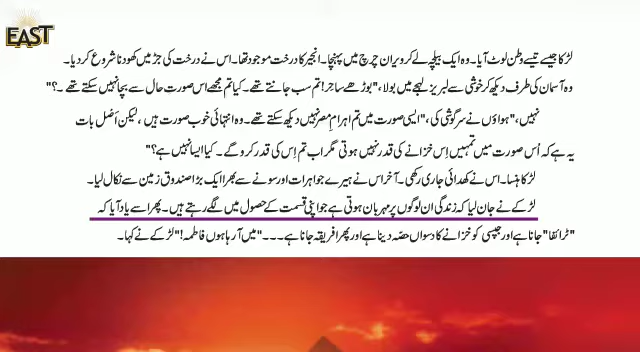 EAST
لڑکا جیسے تیسے وطن لوٹ آیا۔ وہ ایک بیلچہ لے کر ویران چرچ میں پہنچا۔ انجیر کا درخت موجود تھا۔ اس نے درخت کی جڑ میں کھودنا شروع کر دیا۔
وہ آسمان کی طرف دیکھ کر خوشی سے لبریز لہجے میں بولا، "بوڑھے ساحر! تم سب جانتے تھے۔ کیا تم مجھے اس صورت حال سے بچا نہیں سکتے تھے۔؟"
نہیں،" ہواؤں نے سرگوشی کی، "ایسی صورت میں تم اہرامِ مصر نہیں دیکھ سکتے تھے۔ وہ انتہائی خوب صورت ہیں، لیکن اَصل بات
یہ ہے کہ اُس صورت میں تمہیں اِس خزانے کی قدر نہیں ہوتی مگر اب تم اِس کی قدر کرو گے۔ کیا ایسا نہیں ہے؟"
لڑکا ہنسا۔ اس نے کھدائی جاری رکھی۔ آخر اس نے ہیرے جواہرات اور سونے سے بھرا ایک بڑا صندوق زمین سے نکال لیا۔
لڑکے نے جان لیا کہ زندگی ان لوگوں پر مہربان ہوتی ہے جو اپنی قسمت کے حصول میں لگے رہتے ہیں۔ پھر اسے یاد آیا کہ
"ٹرائفا" جانا ہے اور جپسی کو خزانے کا دسواں حصّہ دینا ہے اور پھر افریقہ جانا ہے۔۔۔ "میں آ رہا ہوں فاطمہ!" لڑکے نے کہا۔